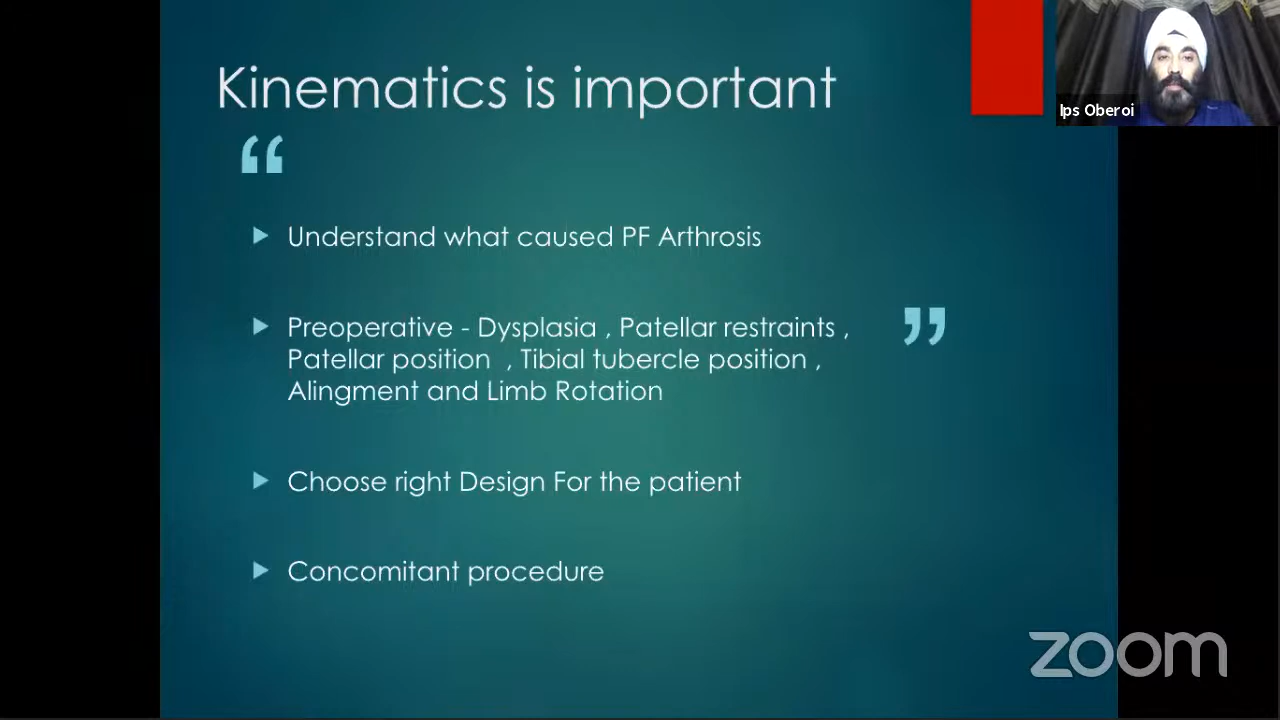 Kinematics is important
“
Understand what caused PF Arthrosis
Preoperative - Dysplasia , Patellar restraints ,
Patellar position , Tibial tubercle position ,
Alingment and Limb Rotation
”
Choose right Design For the patient
Concomitant procedure
Ips Oberoi
zoom